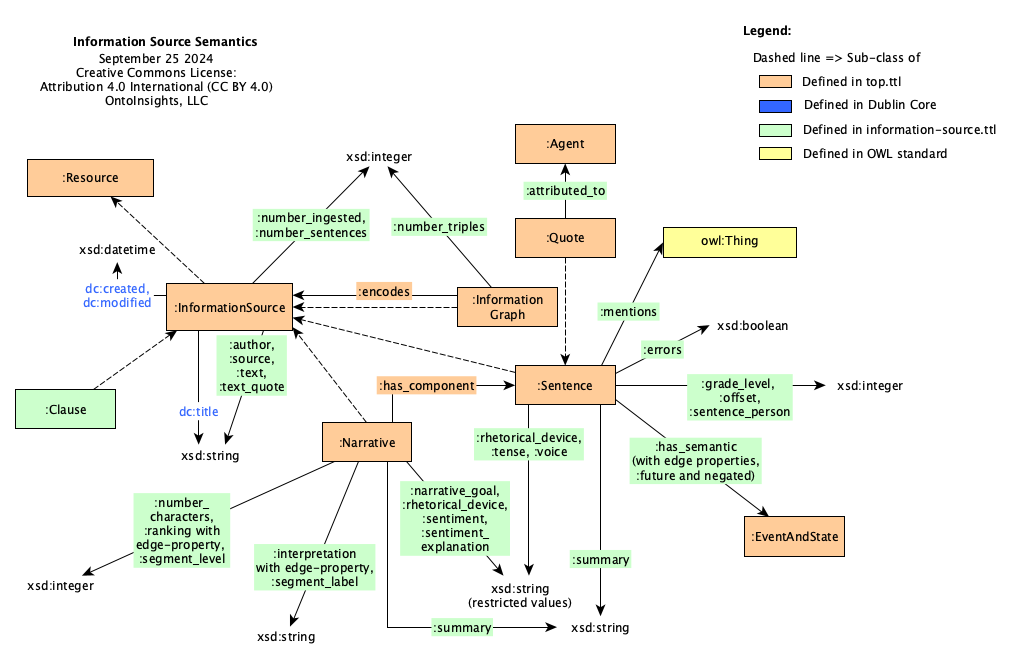 Information Source Semantics
September 25 2024
Creative Commons License:
Attribution 4.0 International (CC BY 4.0)
OntoInsights, LLC
Legend:
Dashed line => Sub-class of
Defined in top.ttl
Defined in Dublin Core
Defined in information-source.ttl
Defined in OWL standard
:Resource
xsd:integer
:Agent
:attributed_to
:number_ingested,
:number_sentences
:number_triples
:Quote
owl:Thing
xsd:datetime
dc:created,
dc:modified
:InformationSource
:encodes
:Information
Graph
:mentions
xsd:boolean
:errors
:author,
:source,
:text,
:text_quote
:Clause
dc:title
xsd:string
:has_component
:Sentence
:grade_level,
:offset,
:sentence_person
xsd:integer
:Narrative
:rhetorical_device,
:tense, :voice
:has_semantic
(with edge properties,
:future and negated)
:EventAndState
:number_
characters,
:ranking with
edge-property,
:segment_level
xsd:integer
:interpretation
with edge-property,
:segment_label
xsd:string
:narrative_goal,
:rhetorical_device,
:sentiment,
:sentiment_
explanation
xsd:string
(restricted values)
:summary
:summary
xsd:string